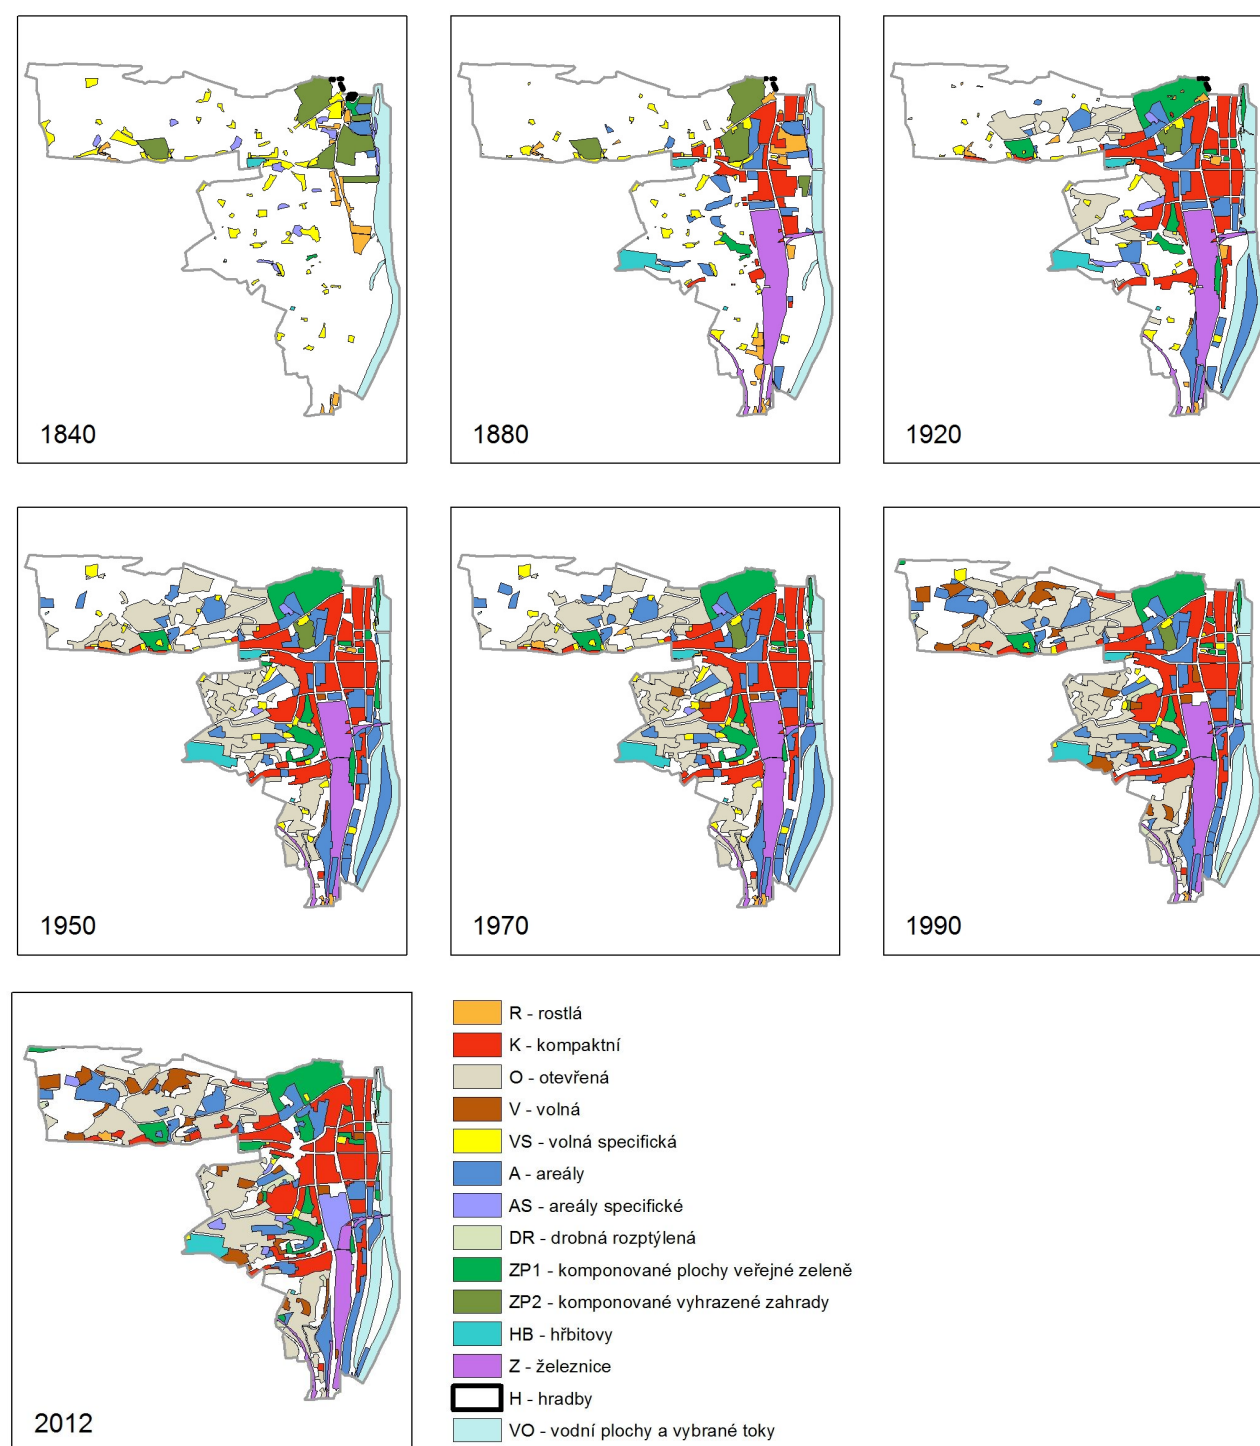 1840
1880
1920
1950
1970
1990
2012
R - rostlá
K - kompaktní
O - otevřená
V - volná
VS - volná specifická
A - areály
AS - areály specifické
DR - drobná rozptýlená
ZP1 - komponované plochy veřejné zeleně
ZP2 - komponované vyhrazené zahrady
HB - hřbitovy
Z - železnice
H - hradby
VO - vodní plochy a vybrané toky